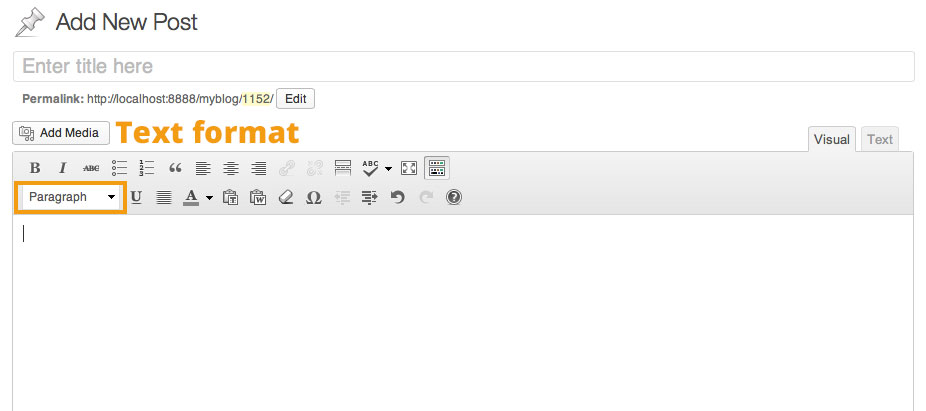 Add New Post
Enter title here
Permalink: http://localhost:8888/myblog/1152/ Edit
Add Media Text format
Visual Text
B I ABC ABC
Paragraph U A